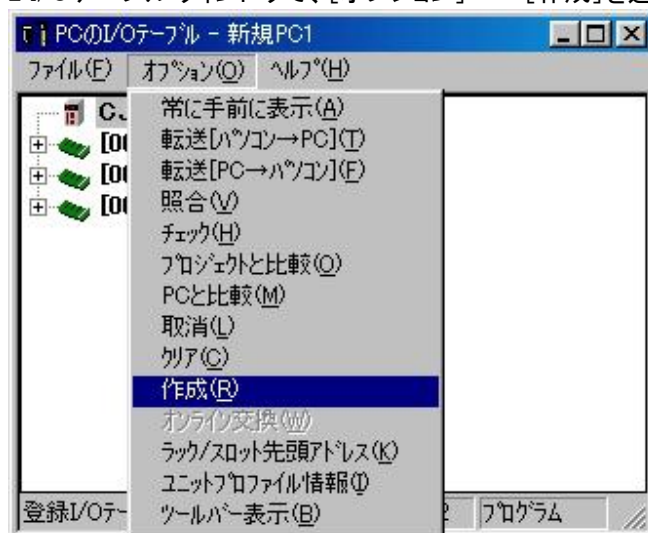 PCのI/Oテーブル - 新規PC1
ファイル(F) オプション(O) ヘルプ(H)
常に手前に表示(A)
転送[パソコン→PC](T)
転送[PC→パソコン](F)
照合(V)
チェック(H)
プロジェクトと比較(O)
PCと比較(M)
取消(L)
クリア(C)
作成(R)
オンライン交換(W)
ラック/スロット先頭アドレス(K)
ユニットプロファイル情報(I)
ツールバー表示(B)
登録I/Oテー
プログラム